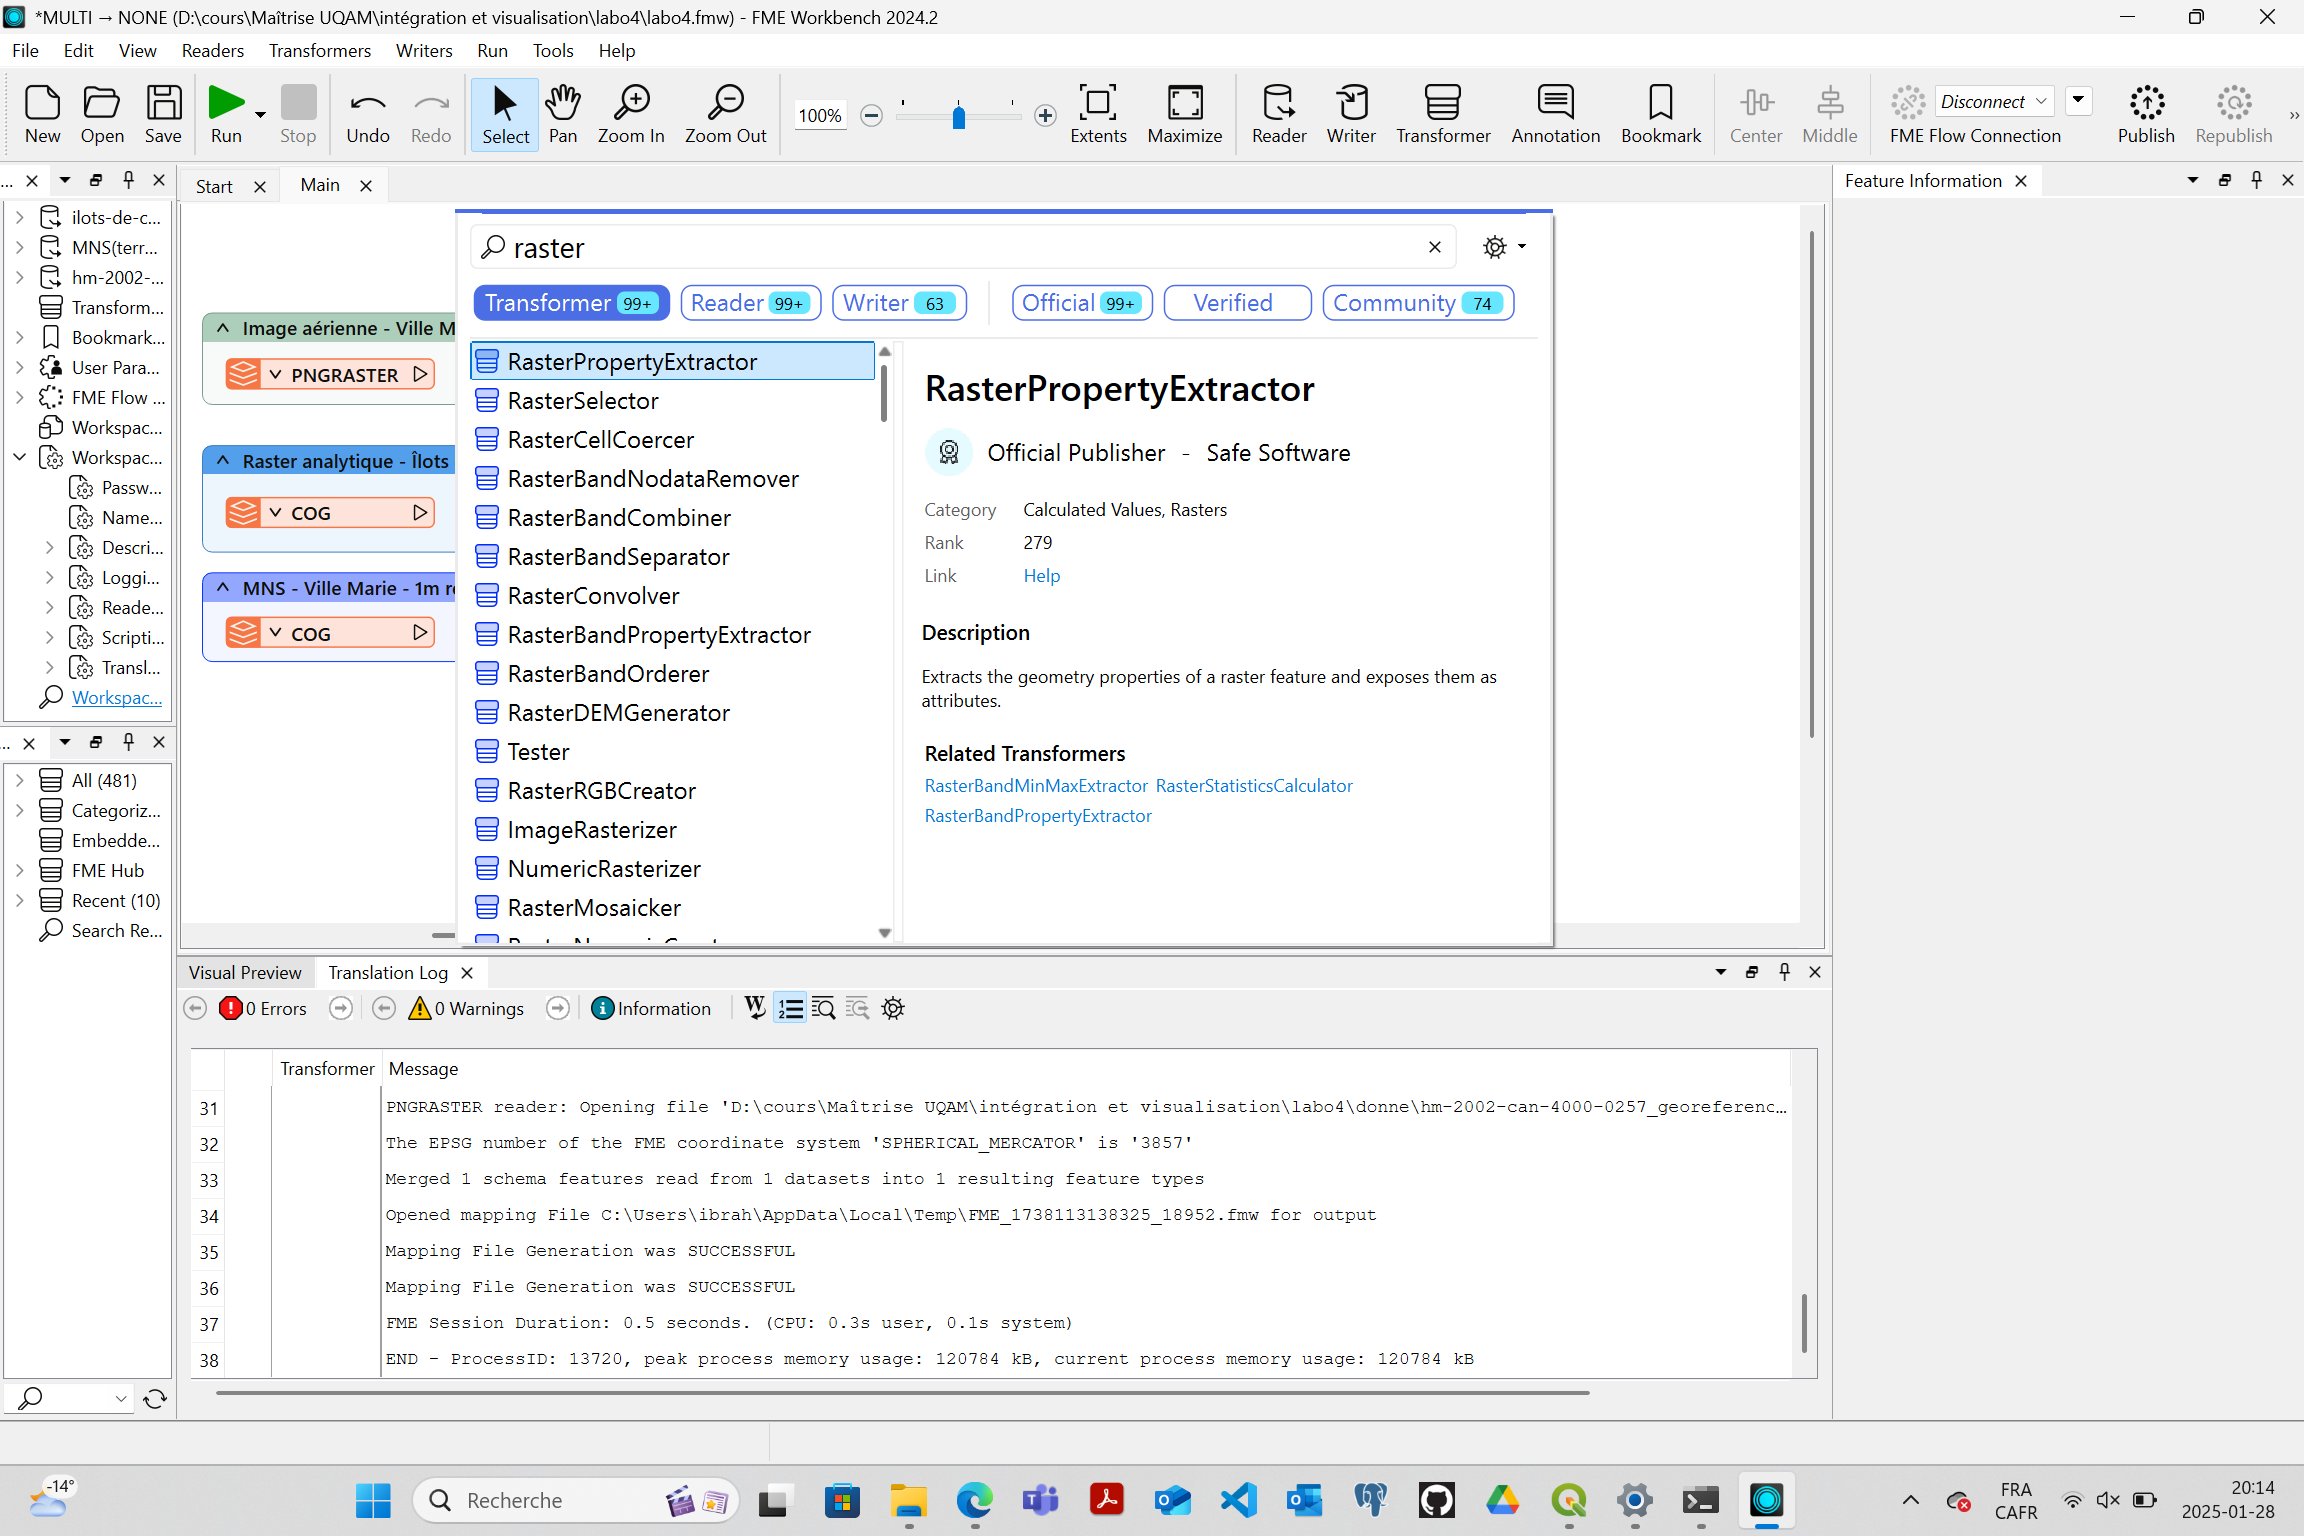 *MULTI → NONE (D:\cours\Maîtrise UQAM\intégration et visualisation\labo4\labo4.fmw) - FME Workbench 2024.2
File Edit View Readers Transformers Writers Run Tools Help
New Open Save Run Stop Undo Redo Select Pan Zoom In Zoom Out 100% Extents Maximize Reader Writer Transformer Annotation Bookmark Center Middle Disconnect FME Flow Connection Publish Republish
...
Start
Main
Feature Information
ilots-de-c...
MNS(terr...
hm-2002-...
Transform...
Bookmark...
User Para...
FME Flow ...
Workspac...
Workspac...
Passw...
Name...
Descri...
Loggi...
Reade...
Scripti...
Transl...
Workspac...
...
All (481)
Categoriz...
Embedde...
FME Hub
Recent (10)
Search Re...
Image aérienne - Ville M
PNGRASTER
Raster analytique - Îlots
COG
MNS - Ville Marie - 1m re
COG
raster
Transformer 99+ Reader 99+ Writer 63 Official 99+ Verified Community 74
RasterPropertyExtractor
RasterSelector
RasterCellCoercer
RasterBandNodataRemover
RasterBandCombiner
RasterBandSeparator
RasterConvolver
RasterBandPropertyExtractor
RasterBandOrderer
RasterDEMGenerator
Tester
RasterRGBCreator
ImageRasterizer
NumericRasterizer
RasterMosaicker
RasterPropertyExtractor
Official Publisher - Safe Software
Category Calculated Values, Rasters
Rank 279
Link Help
Description
Extracts the geometry properties of a raster feature and exposes them as
attributes.
Related Transformers
RasterBandMinMaxExtractor RasterStatisticsCalculator
RasterBandPropertyExtractor
Visual Preview Translation Log
0 Errors 0 Warnings Information
Transformer Message
31 PNGRASTER reader: Opening file 'D:\cours\Maîtrise UQAM\intégration et visualisation\labo4\donne\hm-2002-can-4000-0257_georeferenc...
32 The EPSG number of the FME coordinate system 'SPHERICAL_MERCATOR' is '3857'
33 Merged 1 schema features read from 1 datasets into 1 resulting feature types
34 Opened mapping File C:\Users\ibrah\AppData\Local\Temp\FME_1738113138325_18952.fmw for output
35 Mapping File Generation was SUCCESSFUL
36 Mapping File Generation was SUCCESSFUL
37 FME Session Duration: 0.5 seconds. (CPU: 0.3s user, 0.1s system)
38 END - ProcessID: 13720, peak process memory usage: 120784 kB, current process memory usage: 120784 kB
-14°
Recherche
FRA
CAFR
20:14
2025-01-28